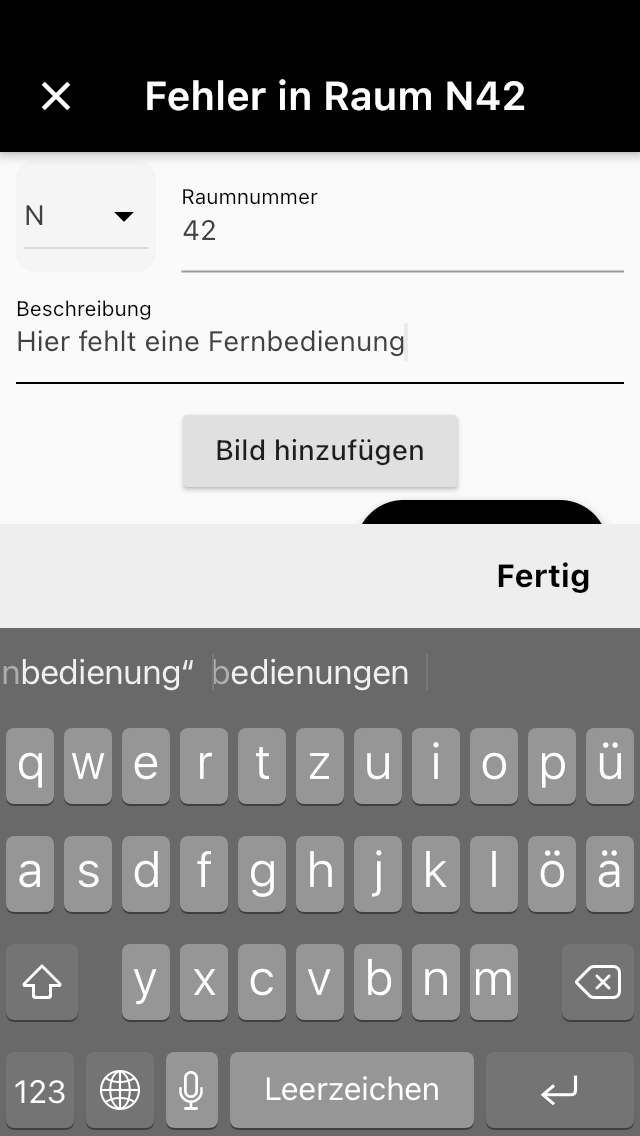 Fehler in Raum N42
N
Raumnummer
42
Beschreibung
Hier fehlt eine Fernbedienung
Bild hinzufügen
Fertig
nbedienung“ bedienungen
q w e r t z u i o p ü
a s d f g h j k l ö ä
y x c v b n m
123 Leerzeichen